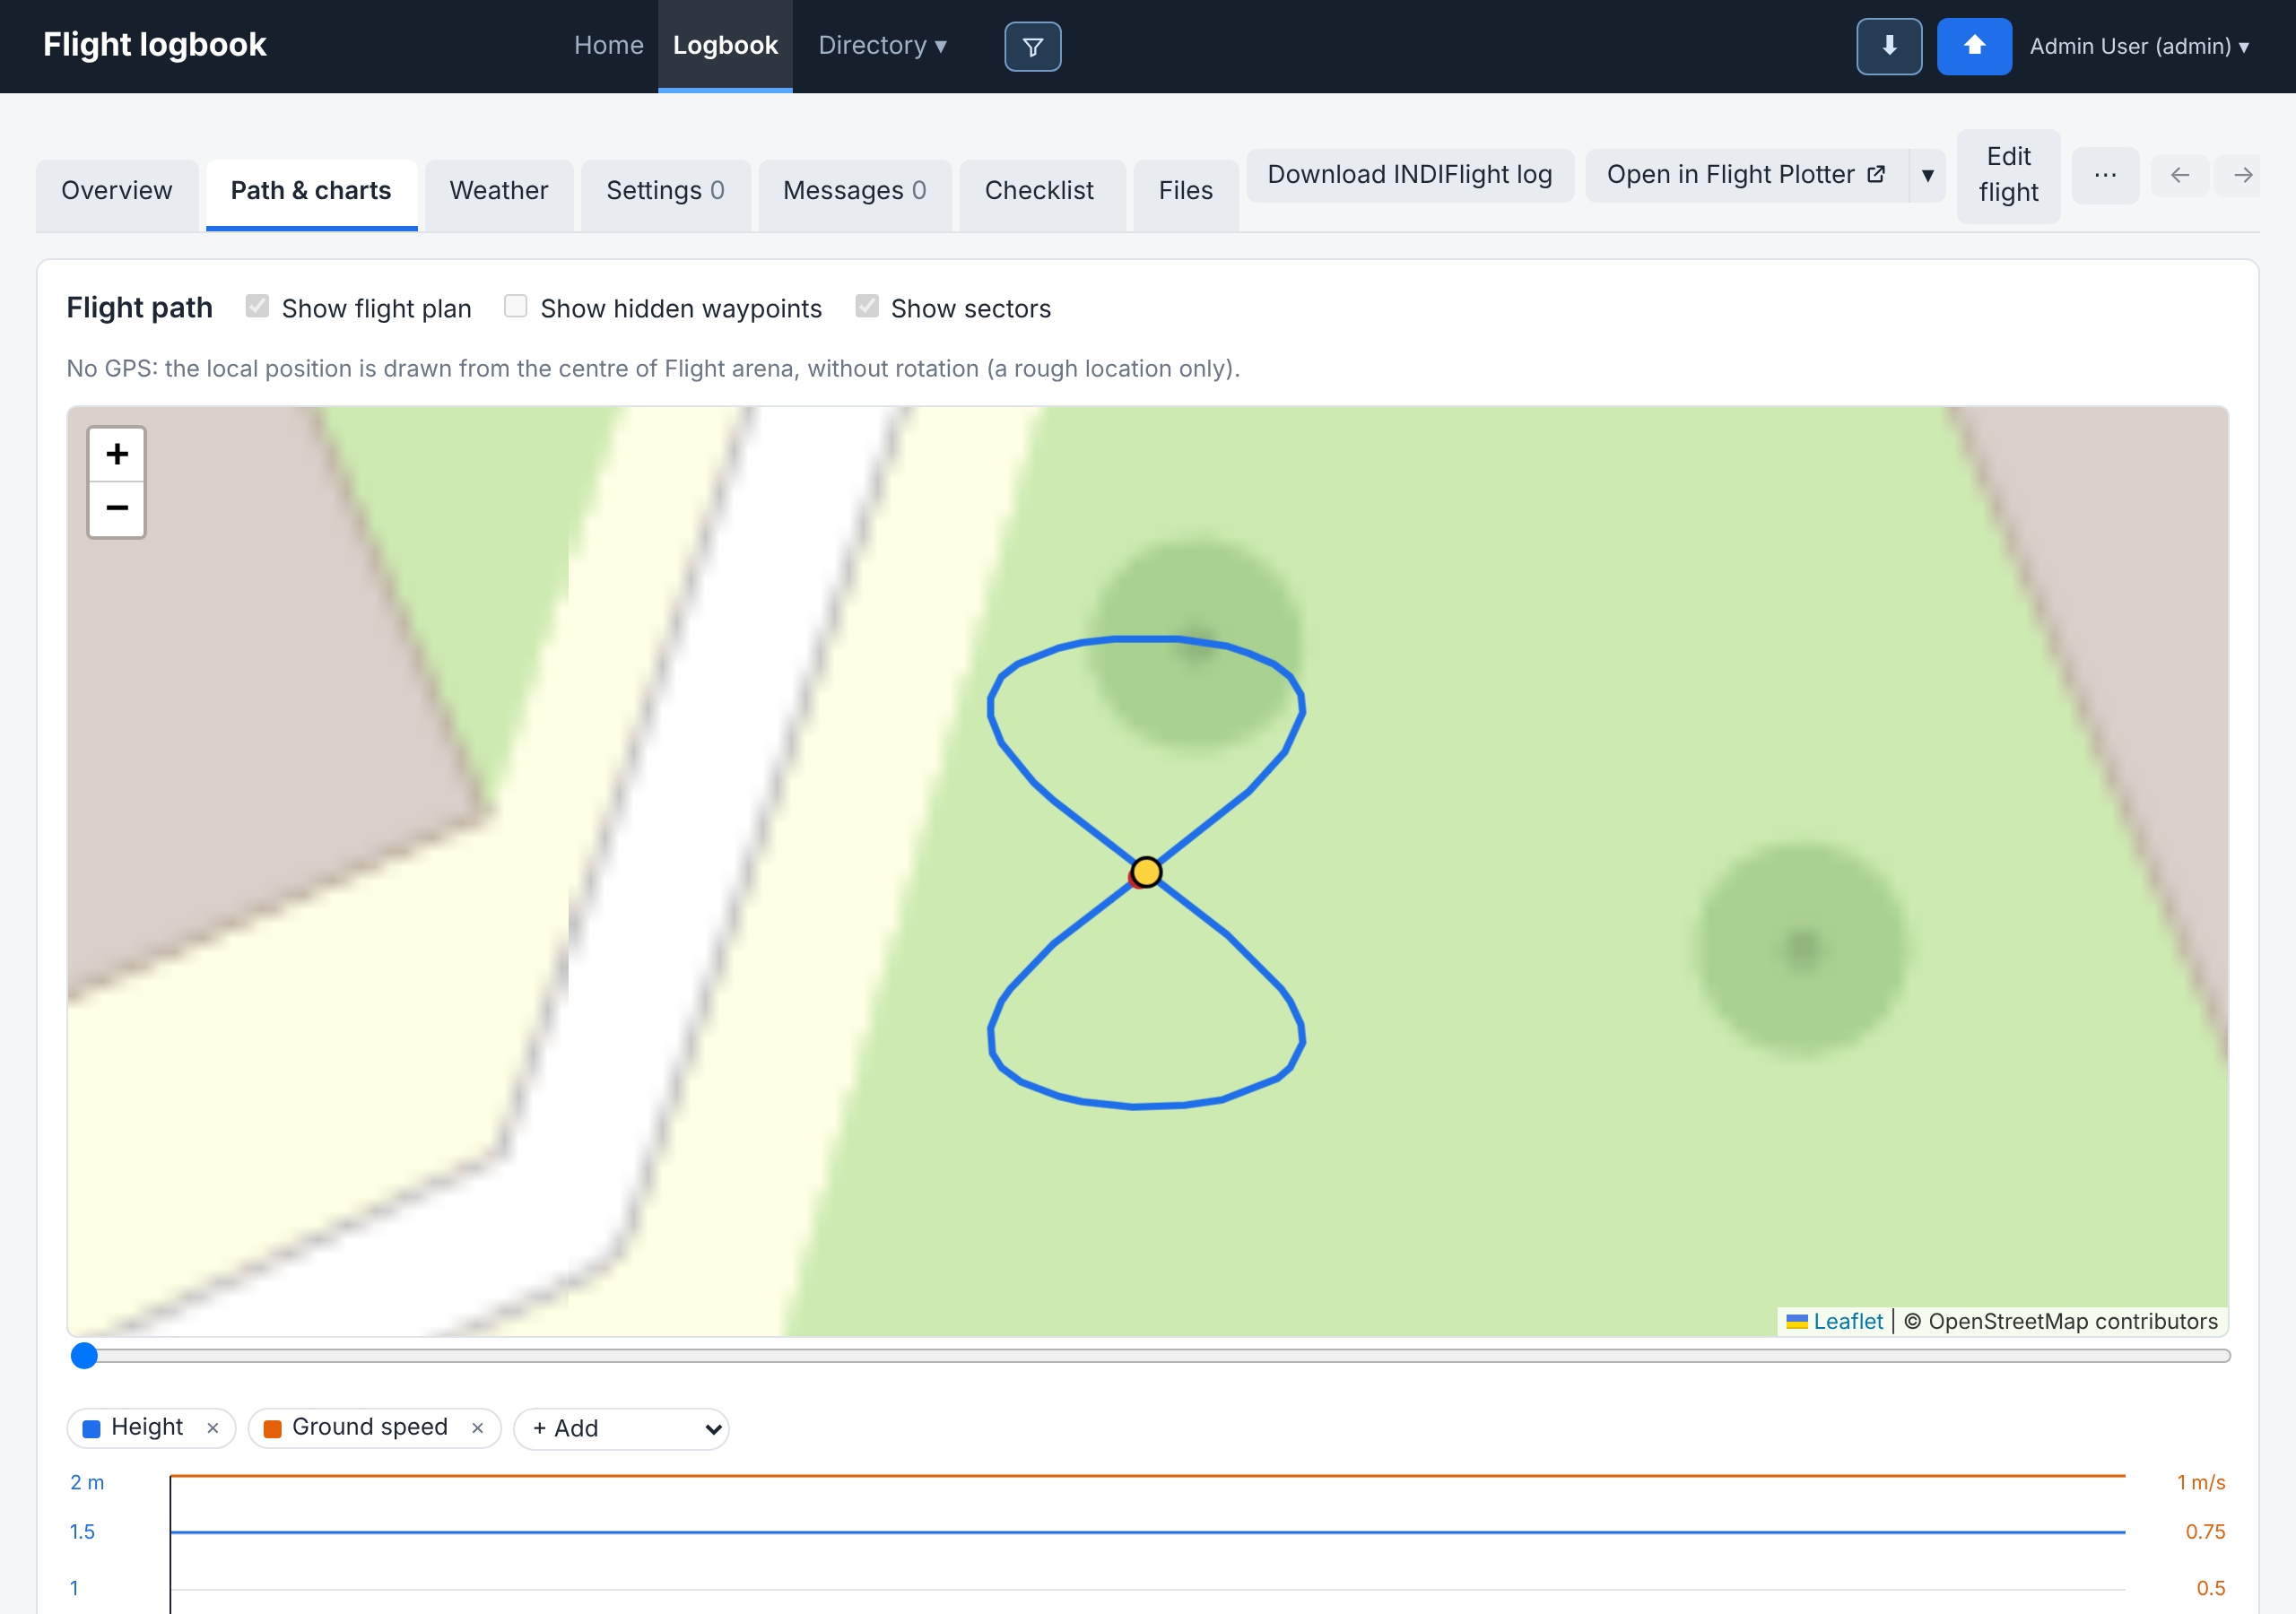 Flight logbook
Home
Logbook
Directory ▾
Admin User (admin) ▾
Overview
Path & charts
Weather
Settings 0
Messages 0
Checklist
Files
Download INDIFlight log
Open in Flight Plotter
Edit flight
Flight path
Show flight plan
Show hidden waypoints
Show sectors
No GPS: the local position is drawn from the centre of Flight arena, without rotation (a rough location only).
+
−
Leaflet | © OpenStreetMap contributors
Height ×
Ground speed ×
+ Add
2 m
1 m/s
1.5
0.75
1
0.5